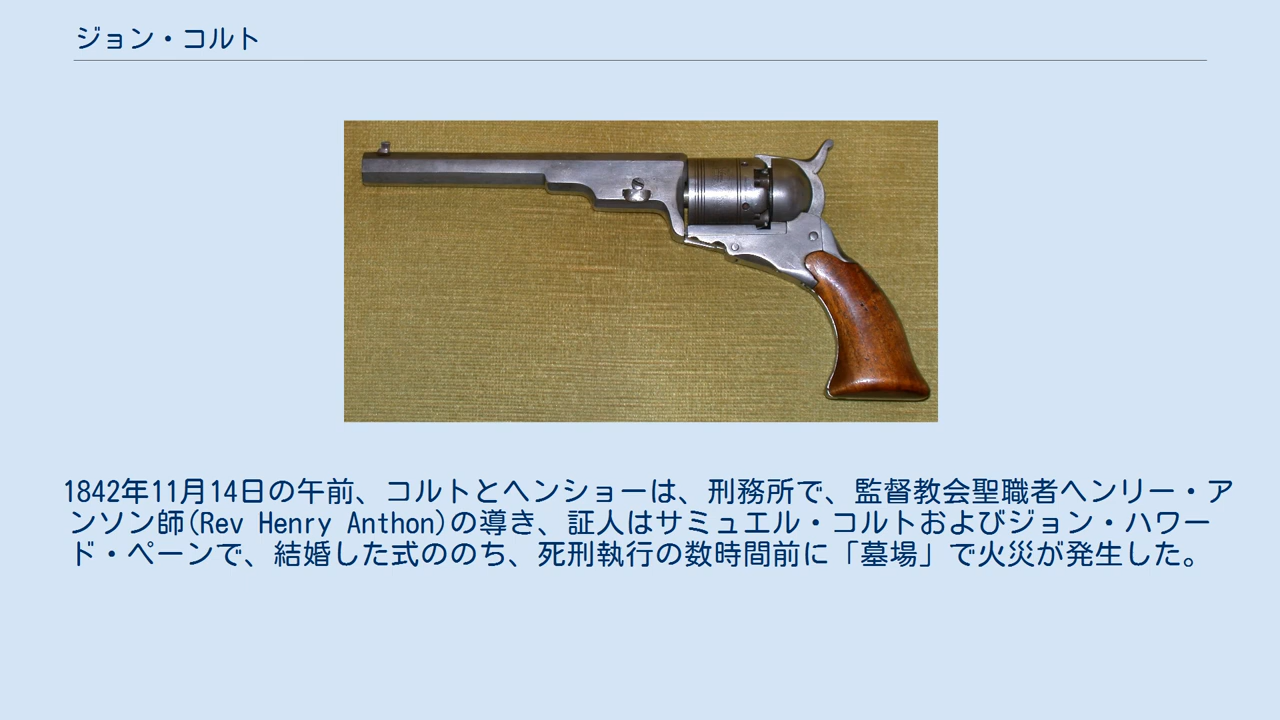 ジョン・コルト
1842年11月14日の午前、コルトとヘンショーは、刑務所で、監督教会聖職者ヘンリー・ア
ンソン師(Rev Henry Anthon)の導き、証人はサミュエル・コルトおよびジョン・ハワー
ド・ペーンで、結婚した式ののち、死刑執行の数時間前に「墓場」で火災が発生した。